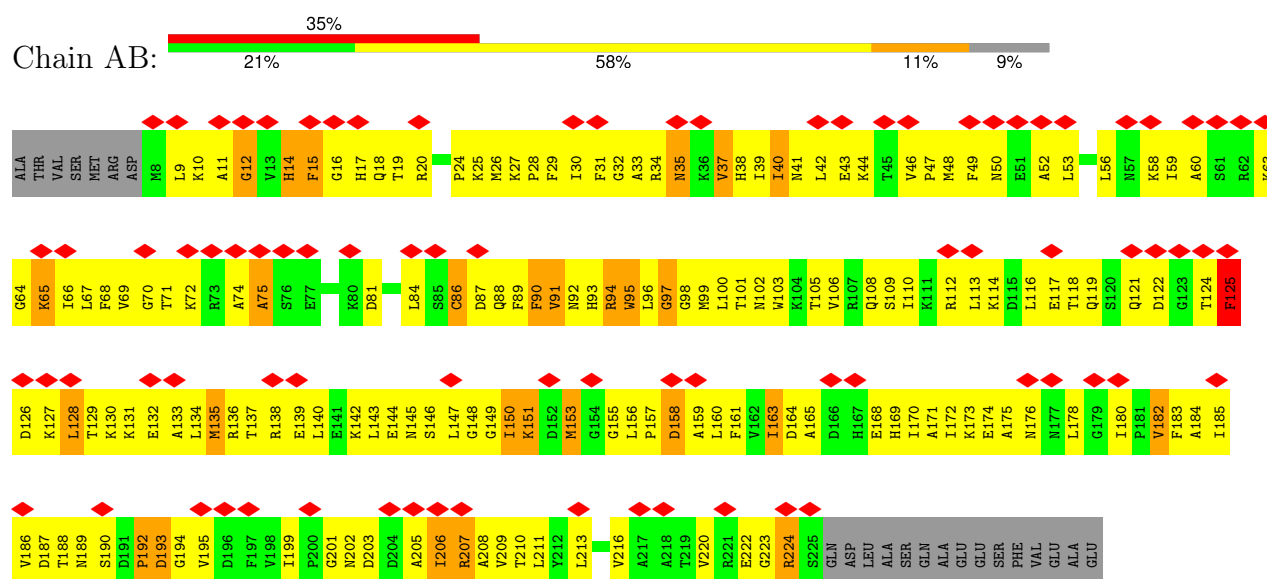 35%
Chain AB:
21% 58% 11% 9%
ALA THR VAL SER MET ARG ASP M8 L9 K10 A11 G12 V13 H14 F15 G16 H17 Q18 T19 R20 P24 K25 M26 K27 P28 F29 I30 F31 G32 A33 R34 N35 K36 V37 H38 I39 I40 N41 L42 E43 K44 T45 V46 P47 M48 F49 N50 E51 A52 L53 L56 N57 K58 I59 A60 S61 R62 K63
G64 K65 I66 L67 F68 V69 G70 T71 K72 R73 A74 A75 S76 E77 K80 D81 L84 S85 C86 D87 Q88 F89 F90 V91 N92 H93 R94 W95 L96 G97 G98 M99 L100 T101 N102 W103 K104 T105 V106 R107 Q108 S109 I110 K111 R112 L113 K114 D115 L116 E117 T118 Q119 S120 Q121 D122 G123 T124 F125
D126 K127 L128 T129 K130 K131 E132 A133 L134 M135 R136 T137 R138 E139 L140 E141 K142 L143 E144 N145 S146 L147 G148 G149 I150 K151 D152 M153 G154 G155 L156 P157 D158 A159 L160 F161 V162 I163 D164 A165 D166 H167 E168 H169 I170 A171 I172 K173 E174 A175 N176 N177 L178 G179 I180 P181 V182 F183 A184 I185
V186 D187 T188 N189 S190 D191 P192 D193 G194 V195 D196 F197 V198 I199 P200 G201 N202 D203 D204 A205 I206 R207 A208 V209 T210 L211 Y212 L213 V216 A217 A218 T219 V220 R221 E222 G223 R224 S225 GLN ASP LEU ALA SER GLN ALA GLU GLU SER PHE VAL GLU ALA GLU